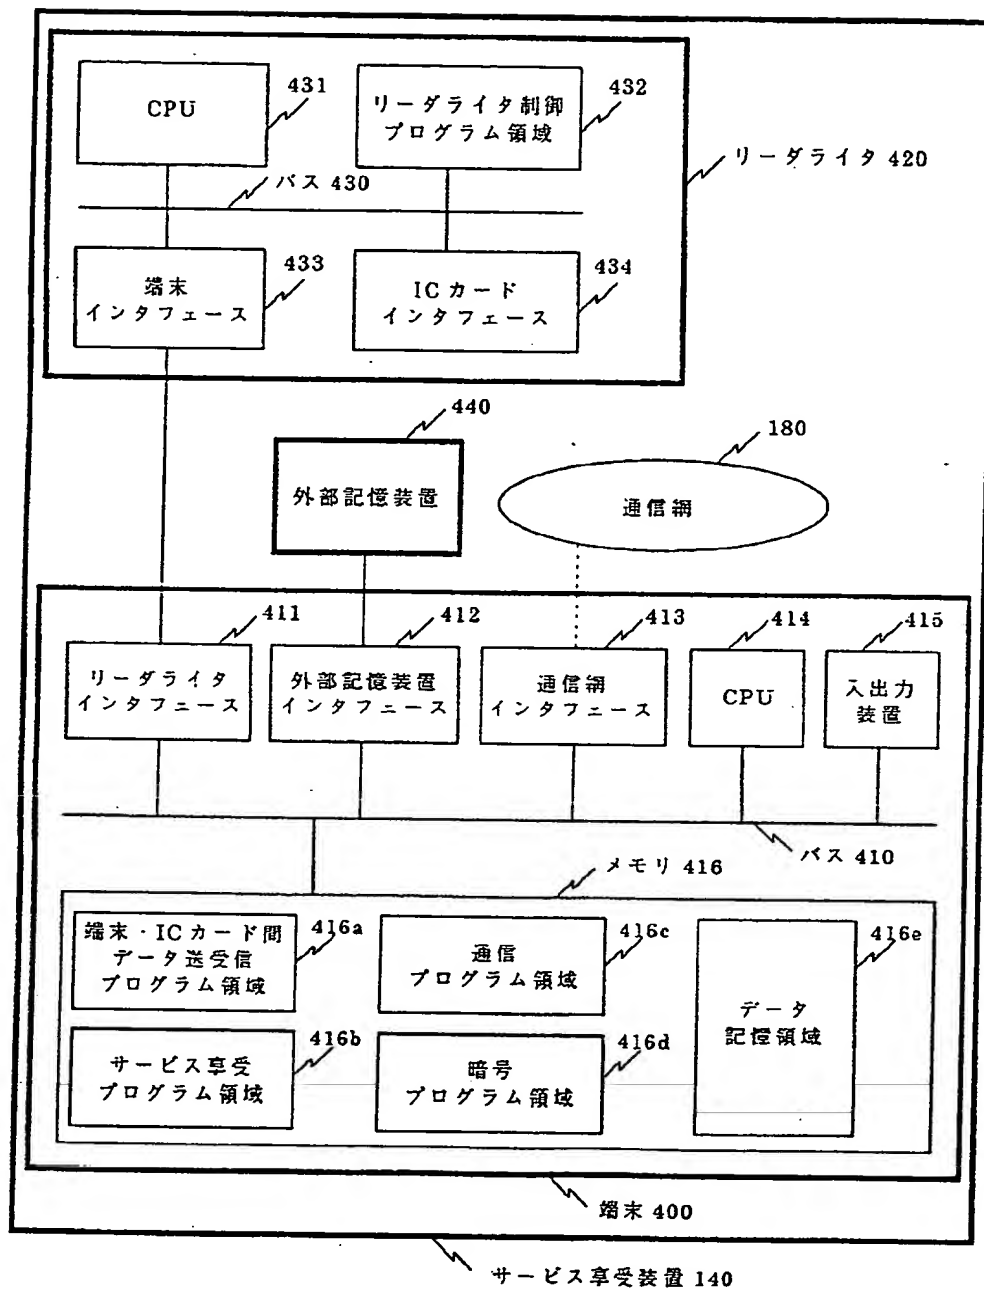 CPU
431
リーダライタ制御
プログラム領域
432
リーダライタ 420
バス 430
端末
インタフェース
433
ICカード
インタフェース
434
440
外部記憶装置
180
通信網
411
リーダライタ
インタフェース
412
外部記憶装置
インタフェース
413
通信網
インタフェース
414
CPU
415
入出力
装置
バス 410
メモリ 416
端末・ICカード間
データ送受信
プログラム領域
416a
通信
プログラム領域
416c
データ
記憶領域
416e
サービス享受
プログラム領域
416b
暗号
プログラム領域
416d
端末 400
サービス享受装置 140